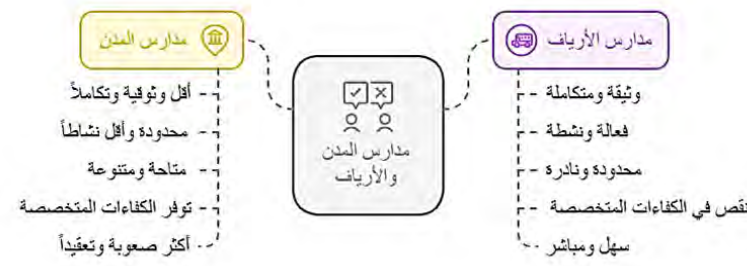 مدارس الأرياف
وثيقة ومتكاملة
فعالة ونشطة
محدودة ونادرة
نقص في الكفاءات المتخصصة
سهل ومباشر
مدارس المدن
والأرياف
مدارس المدن
أقل وثوقية وتكاملاً
محدودة وأقل نشاطاً
متاحة ومتنوعة
توفر الكفاءات المتخصصة
أكثر صعوبة وتعقيداً